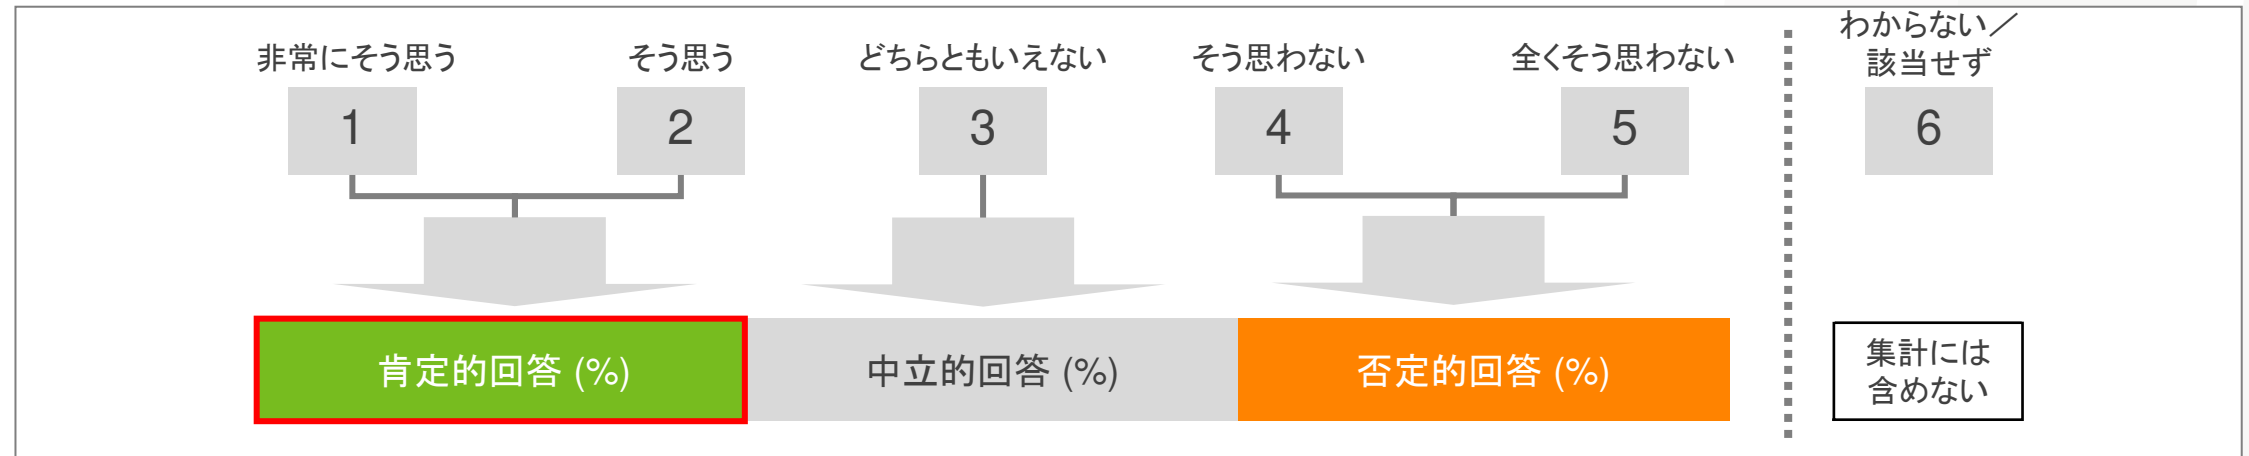 非常にそう思う
そう思う
どちらともいえない
そう思わない
全くそう思わない
わからない／
該当せず
1
2
3
4
5
6
肯定的回答 (%)
中立的回答 (%)
否定的回答 (%)
集計には
含めない